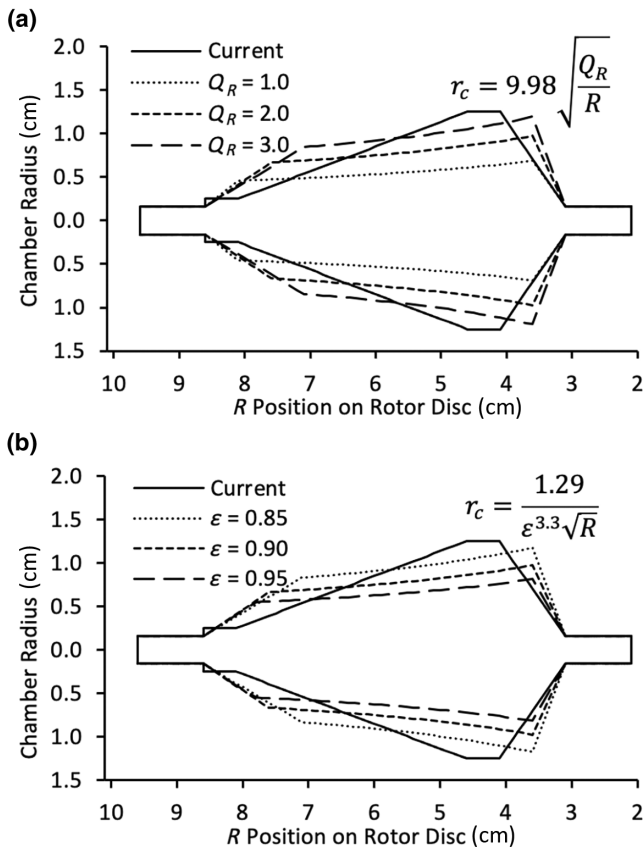 (a)
2.0
1.5
1.0
0.5
0.0
0.5
1.0
1.5
Chamber Radius (cm)
Current
Q_R = 1.0
Q_R = 2.0
Q_R = 3.0
r_c = 9.98 √(Q_R/R)
10 9 8 7 6 5 4 3 2
R Position on Rotor Disc (cm)
(b)
2.0
1.5
1.0
0.5
0.0
0.5
1.0
1.5
Chamber Radius (cm)
Current
ε = 0.85
ε = 0.90
ε = 0.95
r_c = 1.29/(ε^3.3 √R)
10 9 8 7 6 5 4 3 2
R Position on Rotor Disc (cm)